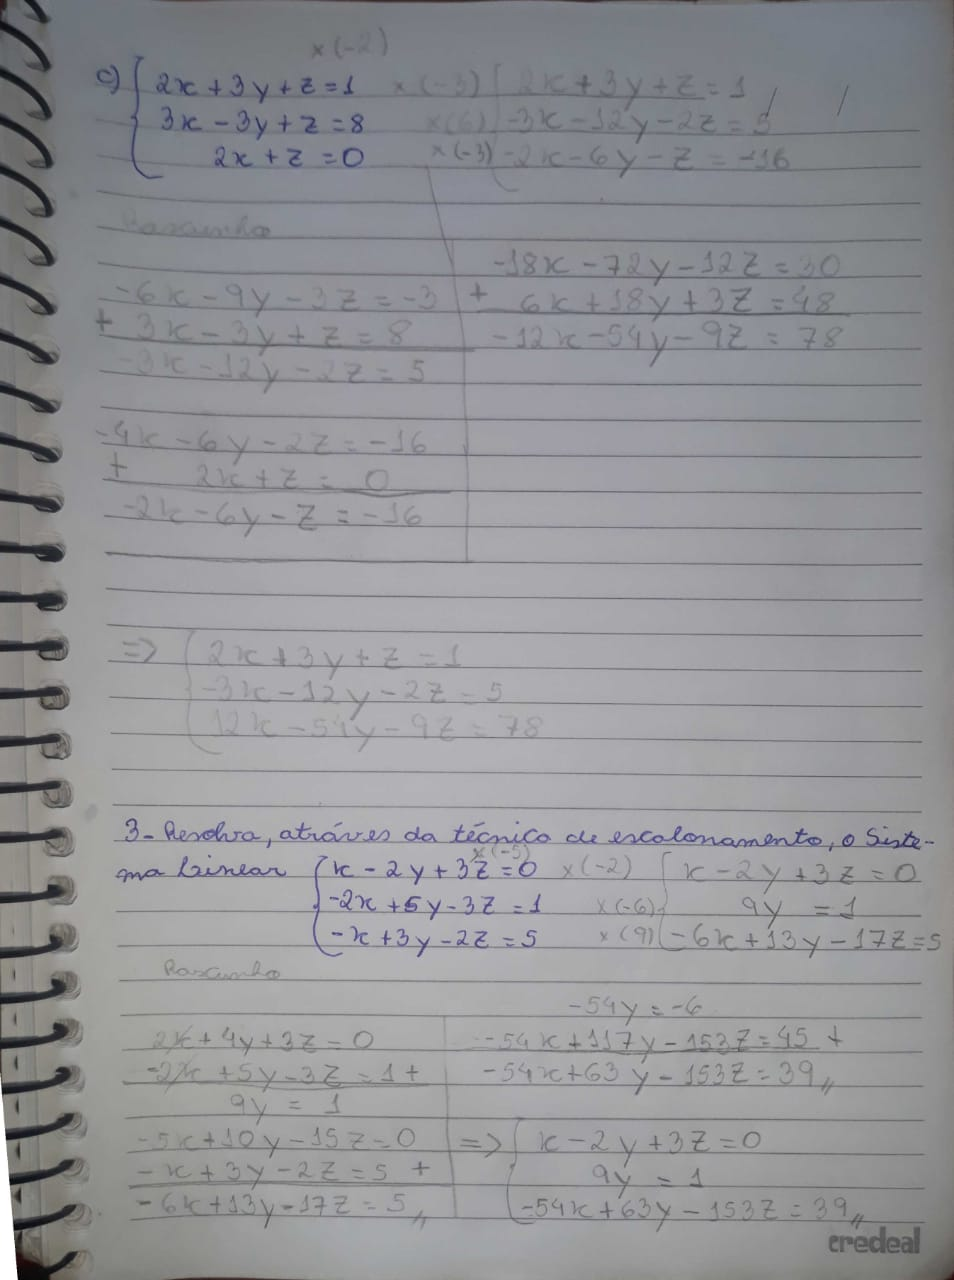 x(-2)
c) 2x + 3y + z = 1 x(-3) 2x + 3y + z = 1
3x - 3y + z = 8 x(6) -3x - 12y - 2z = 5
2x + z = 0 x(-3) -2x - 6y - z = -16
Rascunho
-18x - 72y - 12z = 30
-6x - 9y - 3z = -3 + 6x + 18y + 3z = 48
+ 3x - 3y + z = 8 -12x - 54y - 9z = 78
-3x - 12y - 2z = 5
-4x - 6y - 2z = -16
+ 2x + z = 0
-2x - 6y - z = -16
=> 2x + 3y + z = 1
-3x - 12y - 2z = 5
12x - 54y - 9z = 78
3- Resolva, atráves da técnica de escalonamento, o Siste-
x(-5)
ma Linear x - 2y + 3z = 0 x(-2) x - 2y + 3z = 0
-2x + 5y - 3z = 1 x(-6) 9y = 1
-x + 3y - 2z = 5 x(9) -6x + 13y - 17z = 5
Rascunho
-54y = -6
2x + 4y + 3z = 0 -54x + 117y - 153z = 45 +
-2x + 5y - 3z = 1 + -54x + 63y - 153z = 39,,
9y = 1
-5x + 10y - 15z = 0 => x - 2y + 3z = 0
-x + 3y - 2z = 5 + 9y = 1
-6x + 13y - 17z = 5,, -54x + 63y - 153z = 39,,
credeal